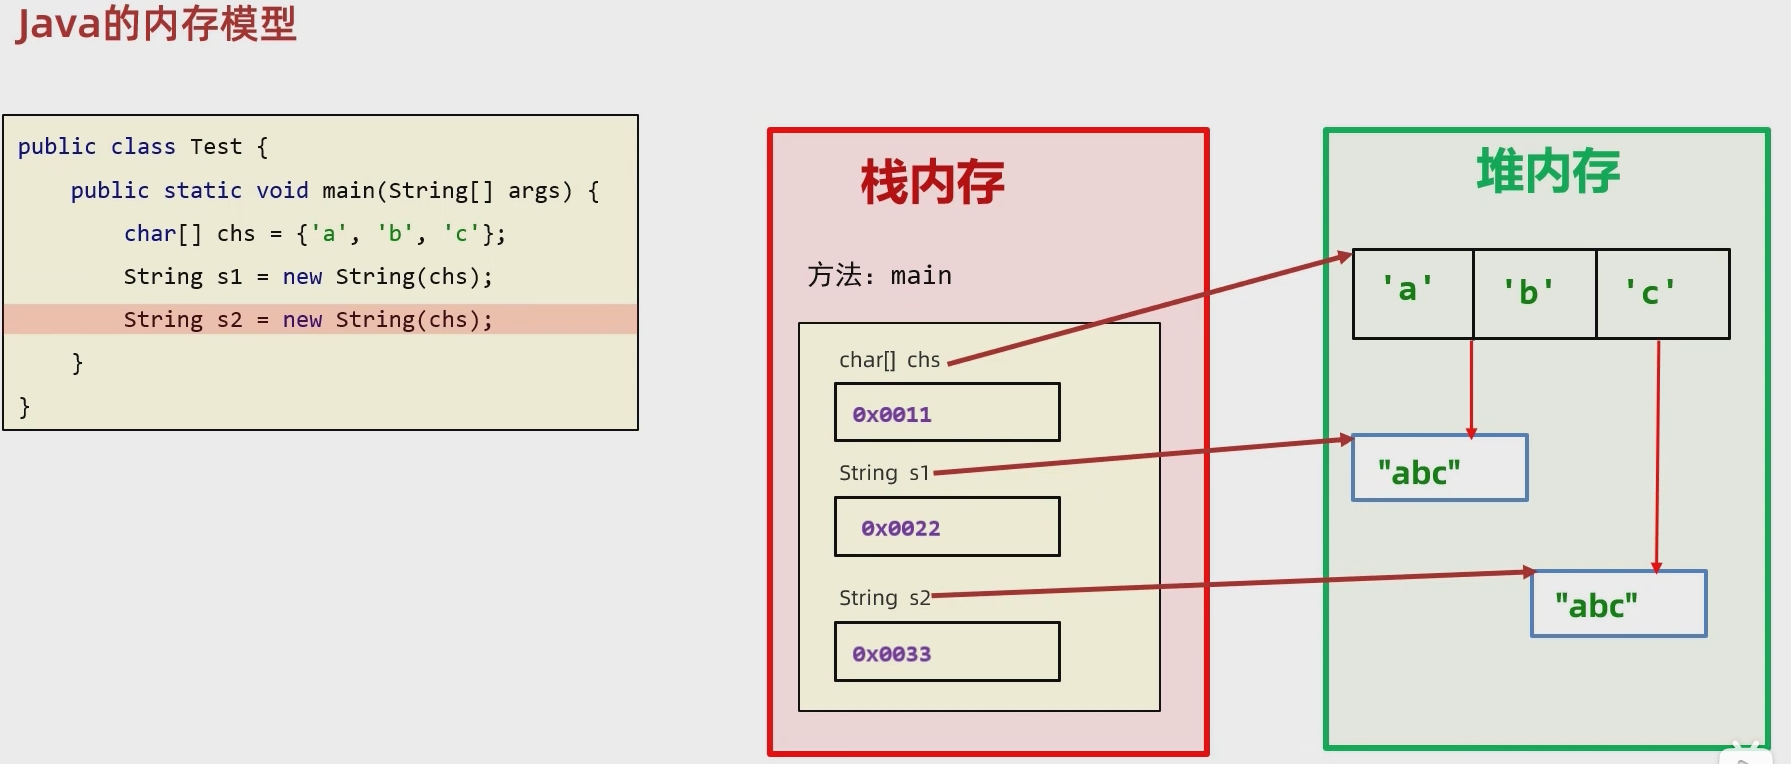 Java的内存模型
public class Test {
public static void main(String[] args) {
char[] chs = {'a', 'b', 'c'};
String s1 = new String(chs);
String s2 = new String(chs);
}
}
栈内存
方法：main
char[] chs
0x0011
String s1
0x0022
String s2
0x0033
堆内存
'a' 'b' 'c'
"abc"
"abc"